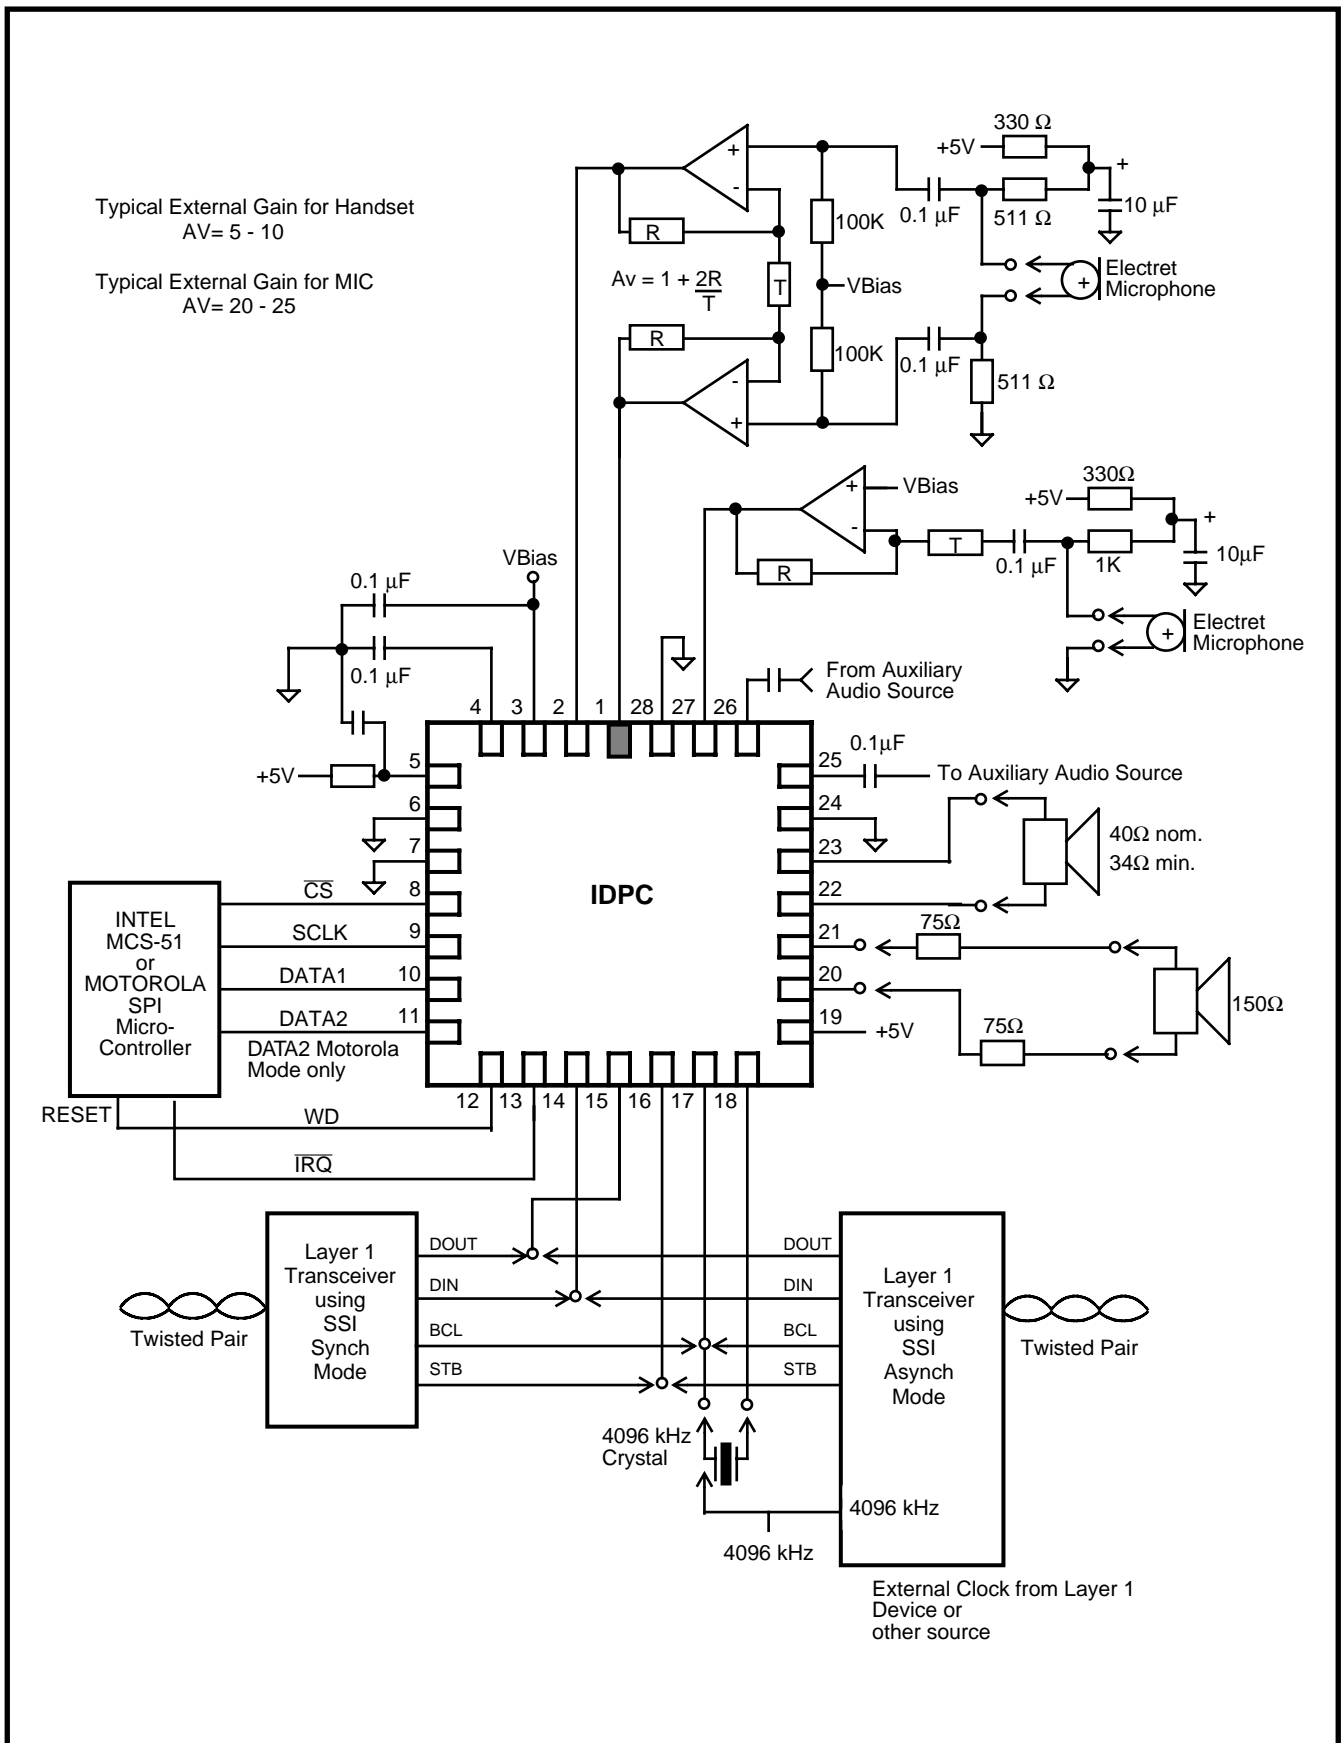 330 Ω
+5V
+
+
-
0.1 µF
511 Ω
10 µF
Typical External Gain for Handset
AV= 5 - 10
R
100K
Av = 1 + 2R
T
T
VBias
Electret
Microphone
Typical External Gain for MIC
AV= 20 - 25
R
100K
0.1 µF
-
+
511 Ω
330Ω
+5V
+
+
VBias
-
T
R
0.1 µF
1K
10µF
VBias
0.1 µF
0.1 µF
+
+
Electret
Microphone
From Auxiliary
Audio Source
4
3
2
1
28
27
26
+5V
5
25
0.1µF
To Auxiliary Audio Source
6
24
7
23
40Ω nom.
34Ω min.
IDPC
CS
8
22
INTEL
MCS-51
or
MOTOROLA
SPI
Micro-
Controller
SCLK
9
21
75Ω
DATA1
10
20
150Ω
DATA2
11
19
+5V
75Ω
DATA2 Motorola
Mode only
12
13
14
15
16
17
18
RESET
WD
IRQ
Layer 1
Transceiver
using
SSI
Synch
Mode
DOUT
DIN
BCL
STB
DOUT
DIN
BCL
STB
Layer 1
Transceiver
using
SSI
Asynch
Mode
Twisted Pair
Twisted Pair
4096 kHz
Crystal
4096 kHz
4096 kHz
External Clock from Layer 1
Device or
other source